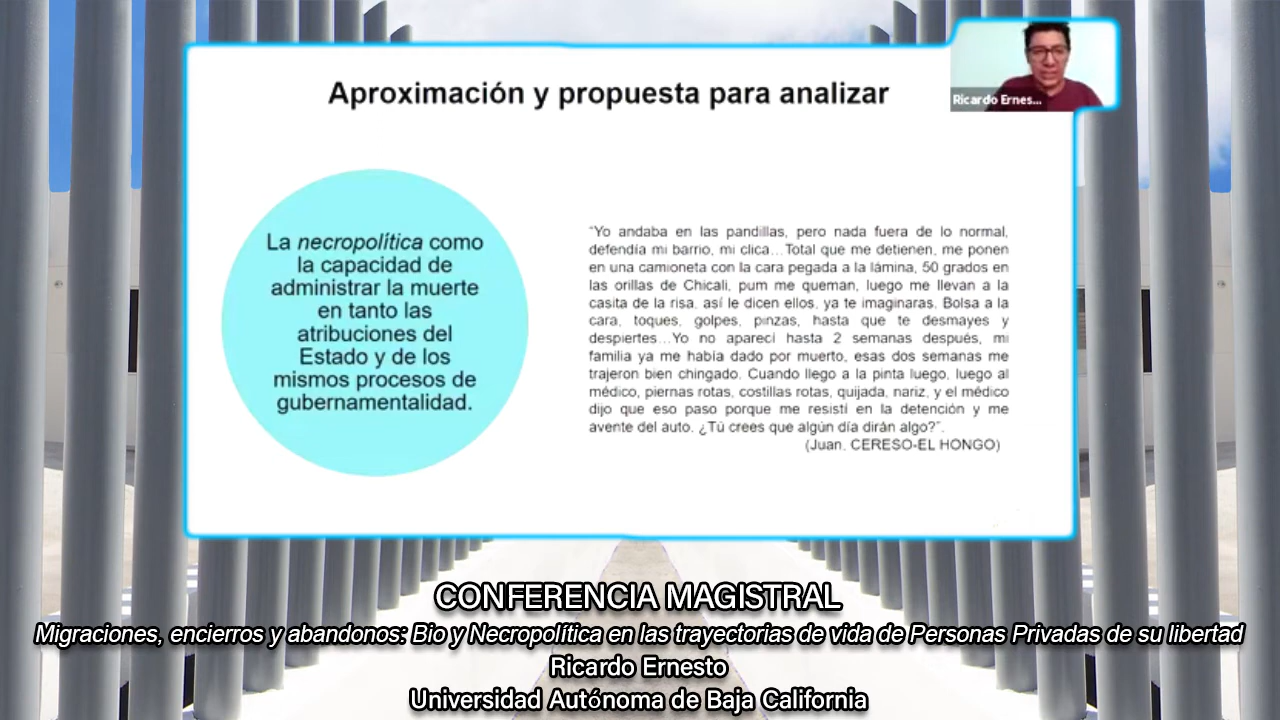 Aproximación y propuesta para analizar
Ricardo Ernes...
La necropolítica como
la capacidad de
administrar la muerte
en tanto las
atribuciones del
Estado y de los
mismos procesos de
gubernamentalidad.
“Yo andaba en las pandillas, pero nada fuera de lo normal,
defendía mi barrio, mi clica…Total que me detienen, me ponen
en una camioneta con la cara pegada a la lámina, 50 grados en
las orillas de Chicali, pum me queman, luego me llevan a la
casita de la risa, así le dicen ellos, ya te imaginaras. Bolsa a la
cara, toques, golpes, pinzas, hasta que te desmayes y
despiertes…Yo no aparecí hasta 2 semanas después, mi
familia ya me había dado por muerto, esas dos semanas me
trajeron bien chingado. Cuando llego a la pinta luego, luego al
médico, piernas rotas, costillas rotas, quijada, nariz, y el médico
dijo que eso paso porque me resistí en la detención y me
avente del auto. ¿Tú crees que algún día dirán algo?”.
(Juan. CERESO-EL HONGO)
CONFERENCIA MAGISTRAL
Migraciones, encierros y abandonos: Bio y Necropolítica en las trayectorias de vida de Personas Privadas de su libertad
Ricardo Ernesto
Universidad Autónoma de Baja California